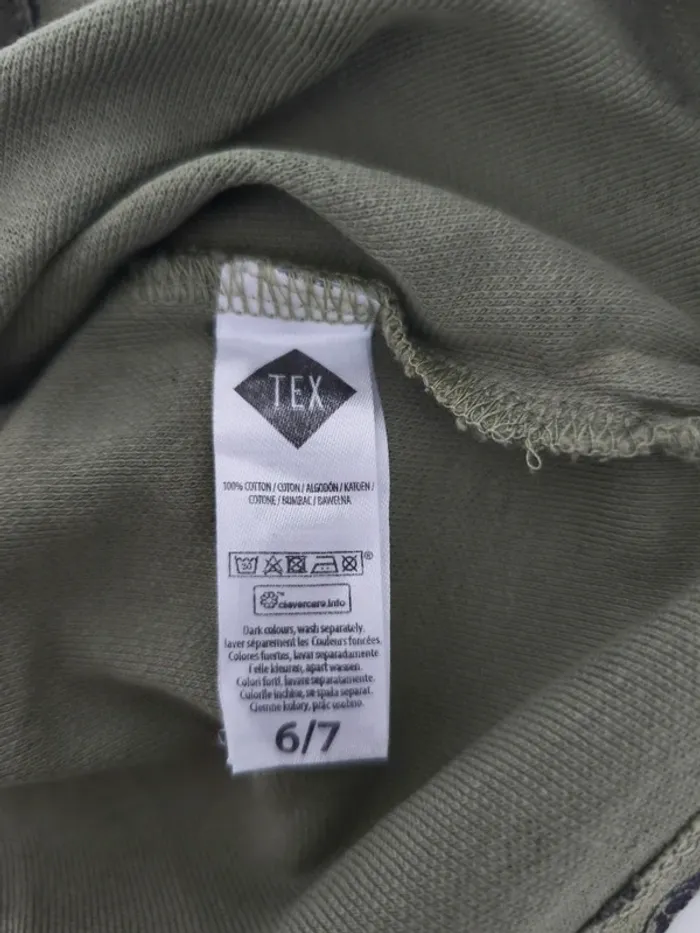 TEX
100% COTTON / COTON / ALGODÓN / KATOEN /
COTONE / BUMBAC / BAWEŁNA
30
®
clevercare.info
Dark colours, wash separately.
laver séparément les Couleurs foncées.
Colores fuertes, lavar separadamente
Felle kleuren, apart wassen.
Colori forti, lavare separatamente.
Culorile inchise, se spala separat.
Ciemne kolory, prać osobno.
6/7